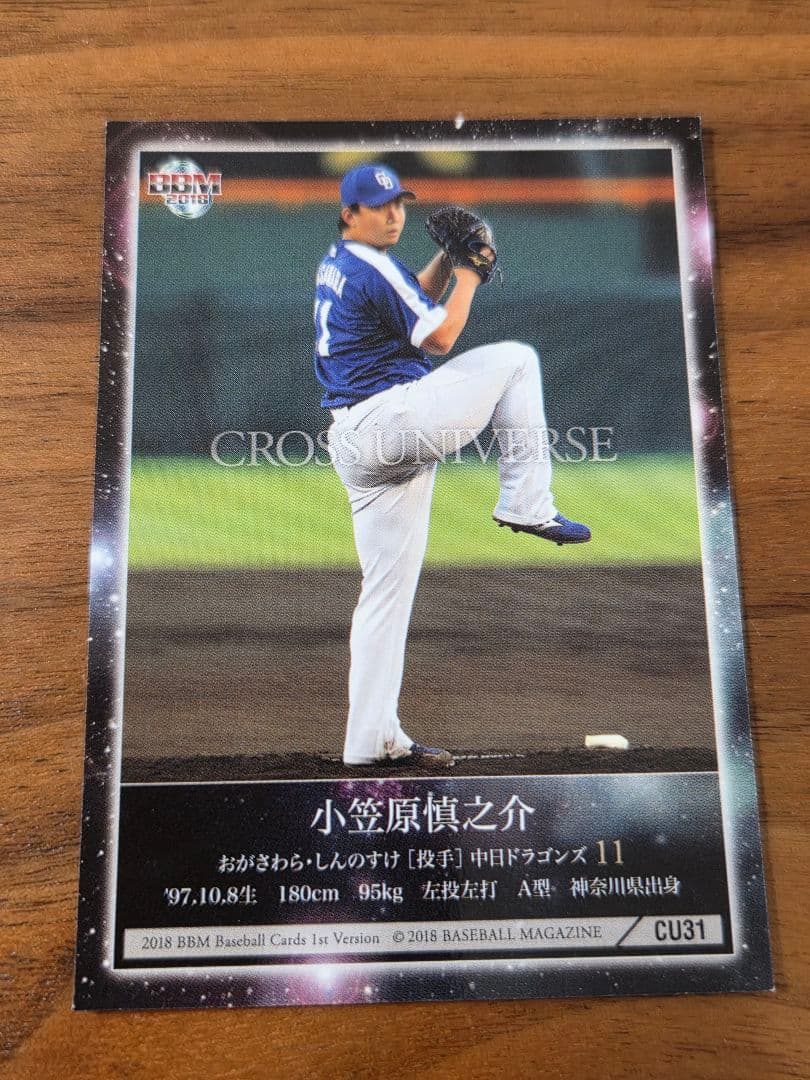 BBM
2018
CROSS UNIVERSE
小笠原慎之介
おがさわら・しんのすけ [投手] 中日ドラゴンズ 11
'97.10.8生 180cm 95kg 左投左打 A型 神奈川県出身
2018 BBM Baseball Cards 1st Version © 2018 BASEBALL MAGAZINE CU31